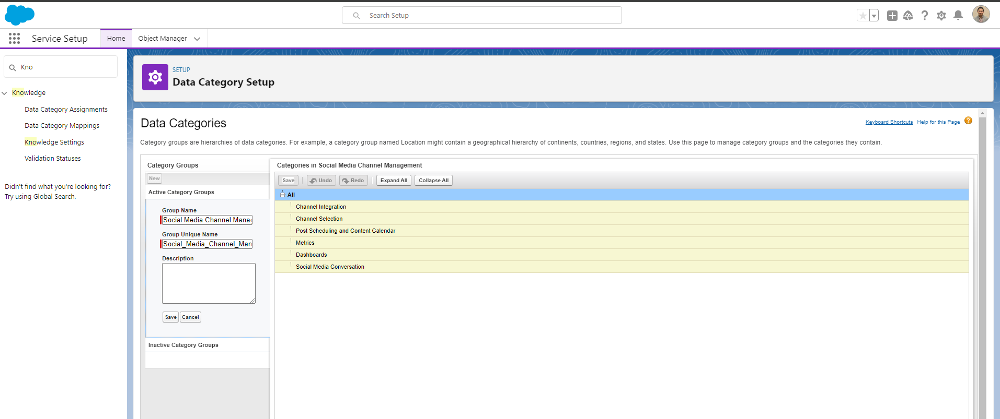 Search Setup
Service Setup
Home
Object Manager
Kno
Knowledge
Data Category Assignments
Data Category Mappings
Knowledge Settings
Validation Statuses
Didn't find what you're looking for?
Try using Global Search.
SETUP
Data Category Setup
Data Categories
Keyboard Shortcuts Help for this Page ?
Category groups are hierarchies of data categories. For example, a category group named Location might contain a geographical hierarchy of continents, countries, regions, and states. Use this page to manage category groups and the categories they contain.
Category Groups
New
Active Category Groups
Group Name
Social Media Channel Manag
Group Unique Name
Social_Media_Channel_Man
Description
Save Cancel
Inactive Category Groups
Categories in Social Media Channel Management
Save Undo Redo Expand All Collapse All
All
Channel Integration
Channel Selection
Post Scheduling and Content Calendar
Metrics
Dashboards
Social Media Conversation